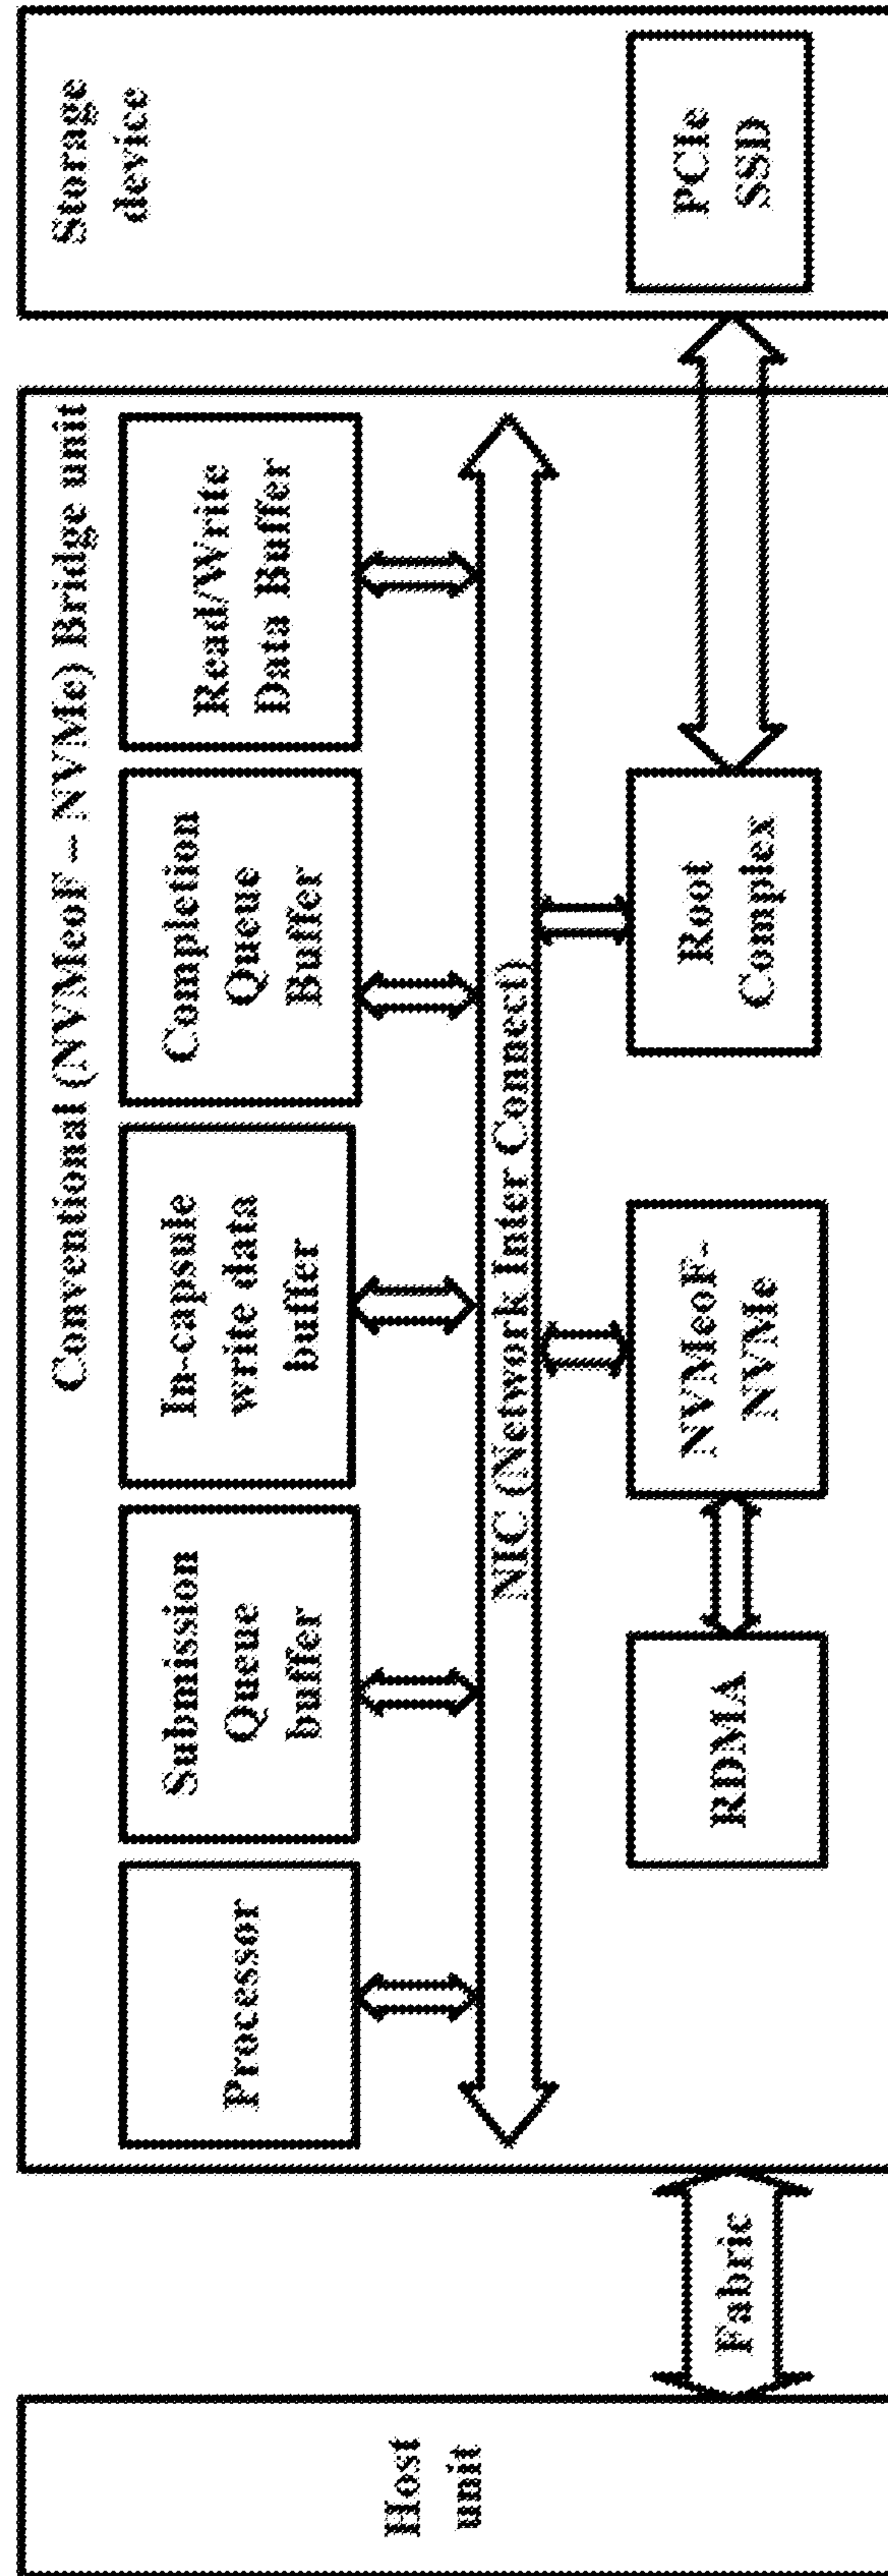 Host
unit
Fabric
Conventional (NVMeoF – NVMe) Bridge unit
Processor
Submission
Queue
buffer
In-capsule
write data
buffer
Completion
Queue
Buffer
Read/Write
Data Buffer
NIC (Network Inter Connect)
RDMA
NVMeoF-
NVMe
Root
Complex
Storage
device
PCIe
SSD